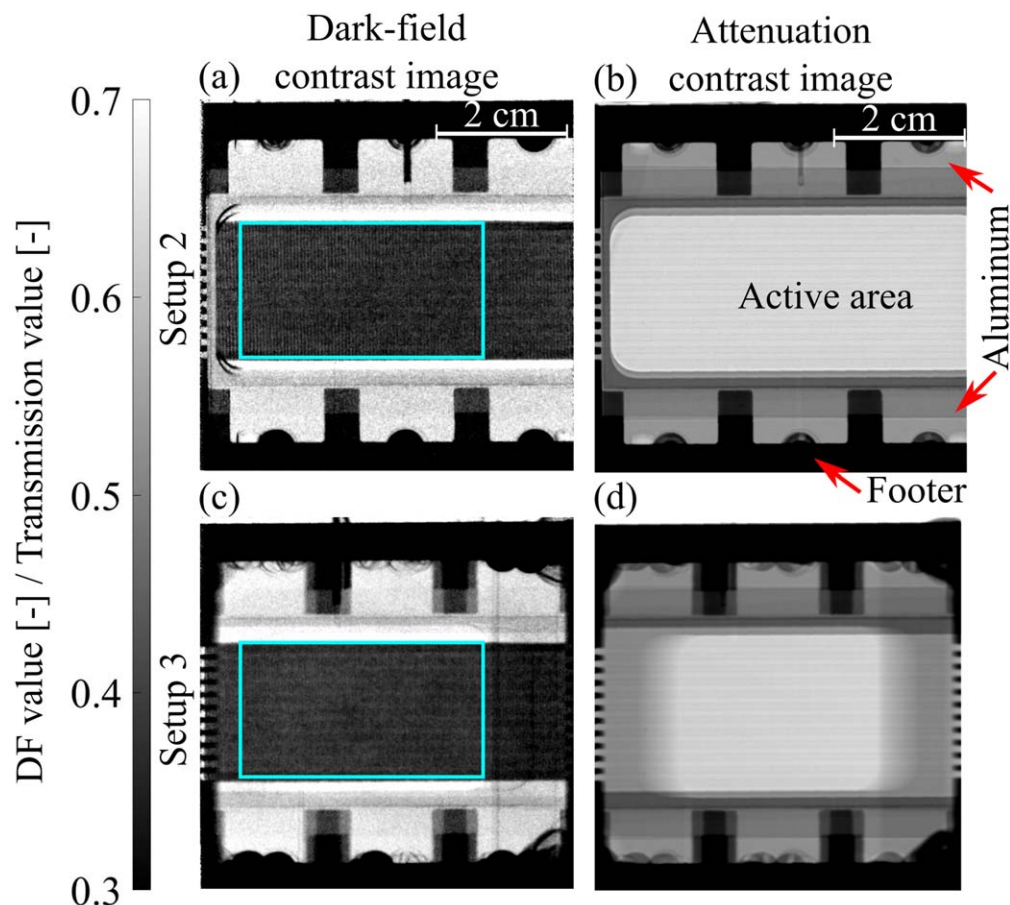 Dark-field
contrast image
Attenuation
contrast image
(a)
(b)
2 cm
2 cm
0.7
0.6
0.5
0.4
0.3
DF value [-] / Transmission value [-]
Setup 2
Active area
Aluminum
Footer
(c)
(d)
Setup 3